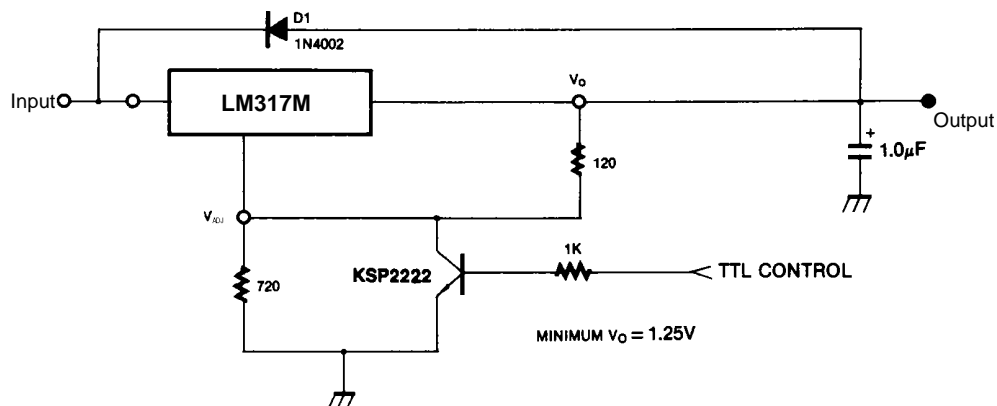 D1
1N4002
Input
LM317M
VO
Output
+
1.0µF
120
VADJ
1K
KSP2222
TTL CONTROL
720
MINIMUM VO = 1.25V